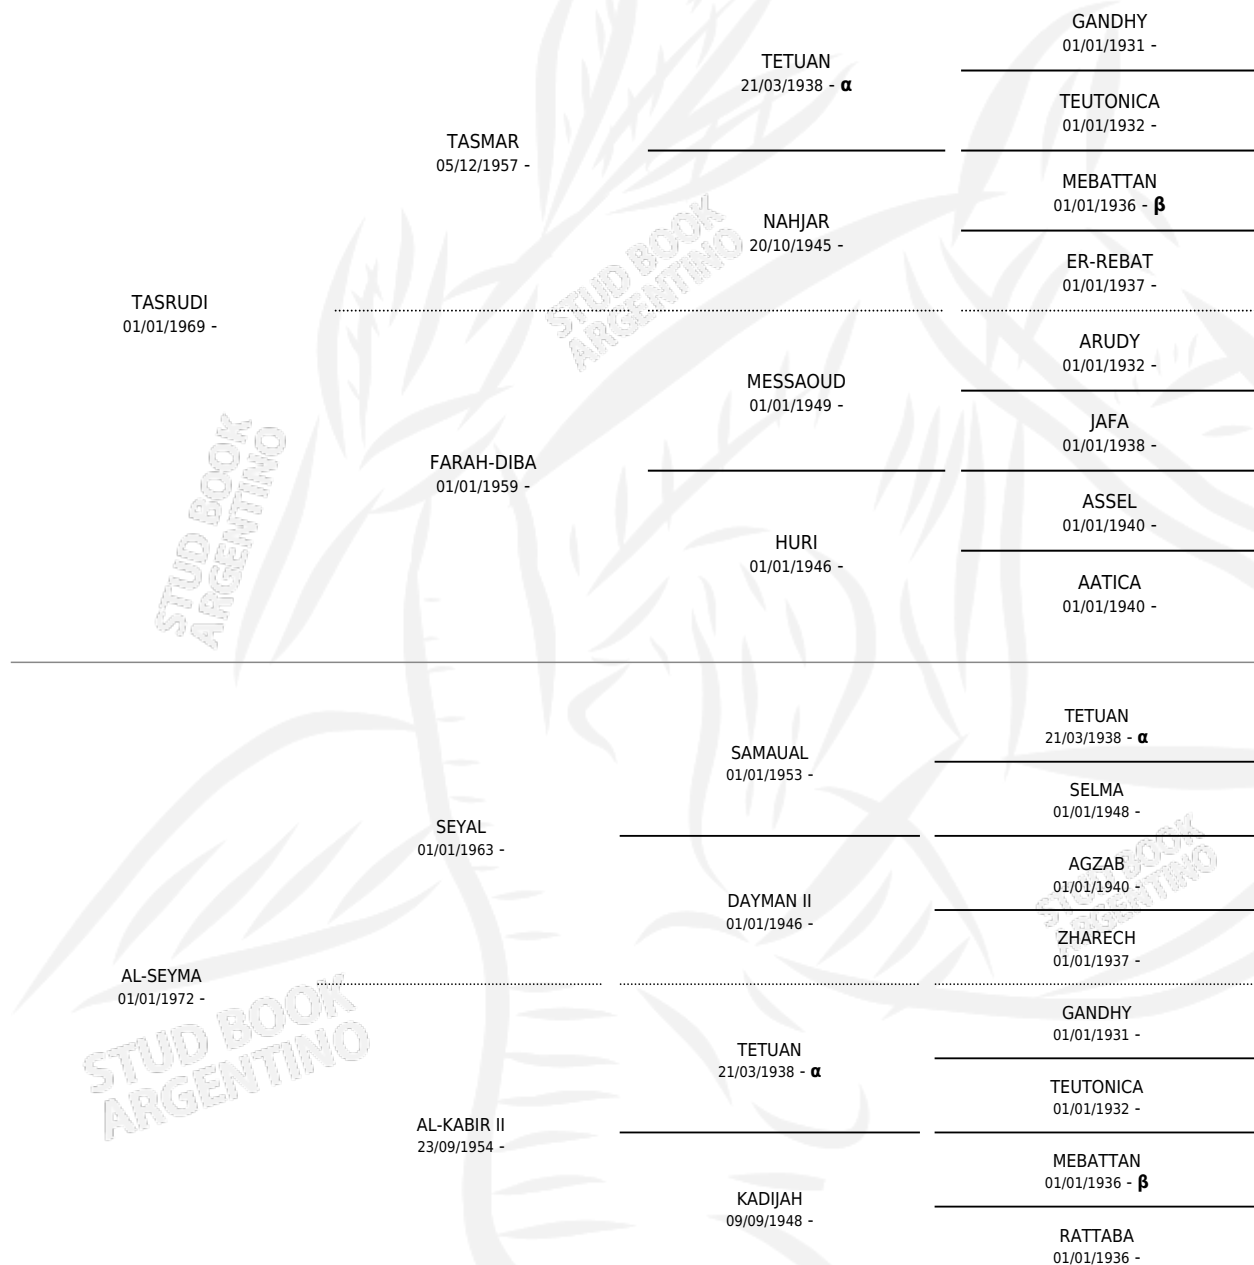 GANDHY
01/01/1931 -
TETUAN
21/03/1938 - α
TEUTONICA
01/01/1932 -
TASMAR
05/12/1957 -
MEBATTAN
01/01/1936 - β
NAHJAR
20/10/1945 -
ER-REBAT
01/01/1937 -
TASRUDI
01/01/1969 -
STUD BOOK
ARGENTINO
ARUDY
01/01/1932 -
MESSAOUD
01/01/1949 -
JAFA
01/01/1938 -
FARAH-DIBA
01/01/1959 -
ASSEL
01/01/1940 -
HURI
01/01/1946 -
AATICA
01/01/1940 -
STUD BOOK
ARGENTINO
TETUAN
21/03/1938 - α
SAMAUAL
01/01/1953 -
SELMA
01/01/1948 -
SEYAL
01/01/1963 -
AGZAB
01/01/1940 -
DAYMAN II
01/01/1946 -
ZHARECH
01/01/1937 -
STUD BOOK
ARGENTINO
AL-SEYMA
01/01/1972 -
GANDHY
01/01/1931 -
TETUAN
21/03/1938 - α
TEUTONICA
01/01/1932 -
STUD BOOK
ARGENTINO
AL-KABIR II
23/09/1954 -
MEBATTAN
01/01/1936 - β
KADIJAH
09/09/1948 -
RATTABA
01/01/1936 -